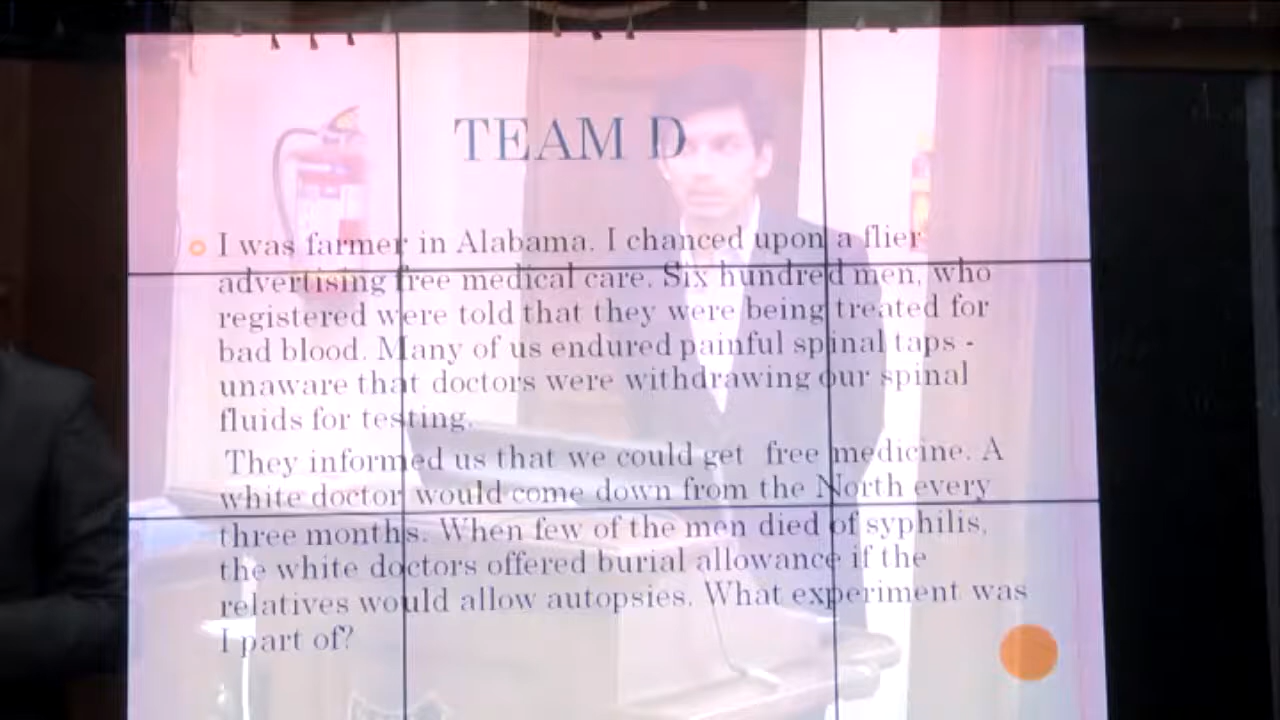 TEAM D
I was farmer in Alabama. I chanced upon a flier
advertising free medical care. Six hundred men, who
registered were told that they were being treated for
bad blood. Many of us endured painful spinal taps -
unaware that doctors were withdrawing our spinal
fluids for testing.
They informed us that we could get free medicine. A
white doctor would come down from the North every
three months. When few of the men died of syphilis,
the white doctors offered burial allowance if the
relatives would allow autopsies. What experiment was
I part of?